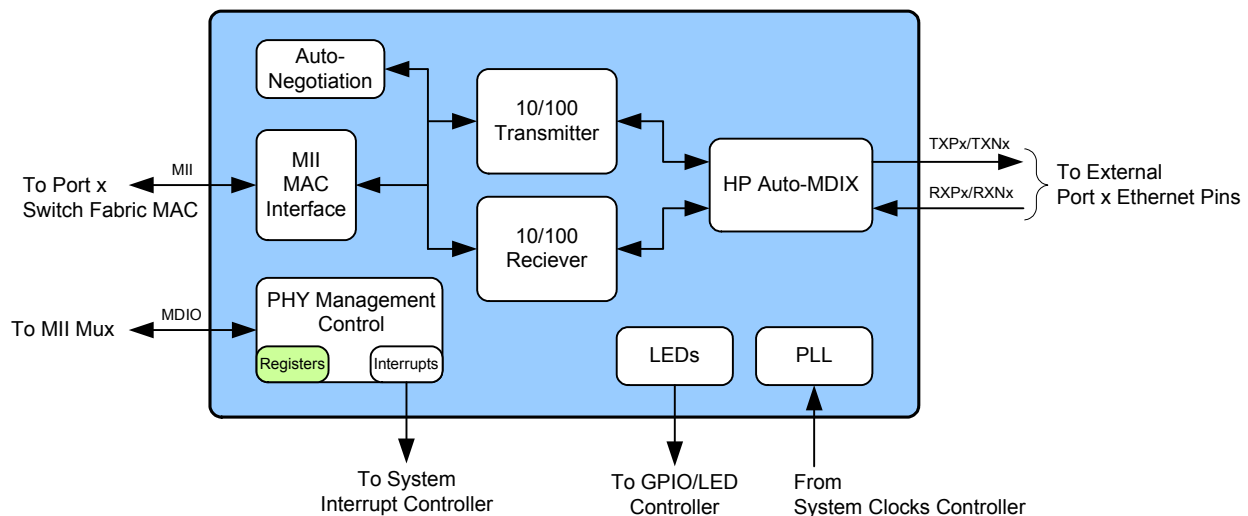 Auto-
Negotiation
10/100
Transmitter
MII
MAC
Interface
HP Auto-MDIX
10/100
Reciever
MII
To Port x
Switch Fabric MAC
TXPx/TXNx
RXPx/RXNx
To External
Port x Ethernet Pins
PHY Management
Control
Registers
Interrupts
MDIO
To MII Mux
LEDs
PLL
To System
Interrupt Controller
To GPIO/LED
Controller
From
System Clocks Controller